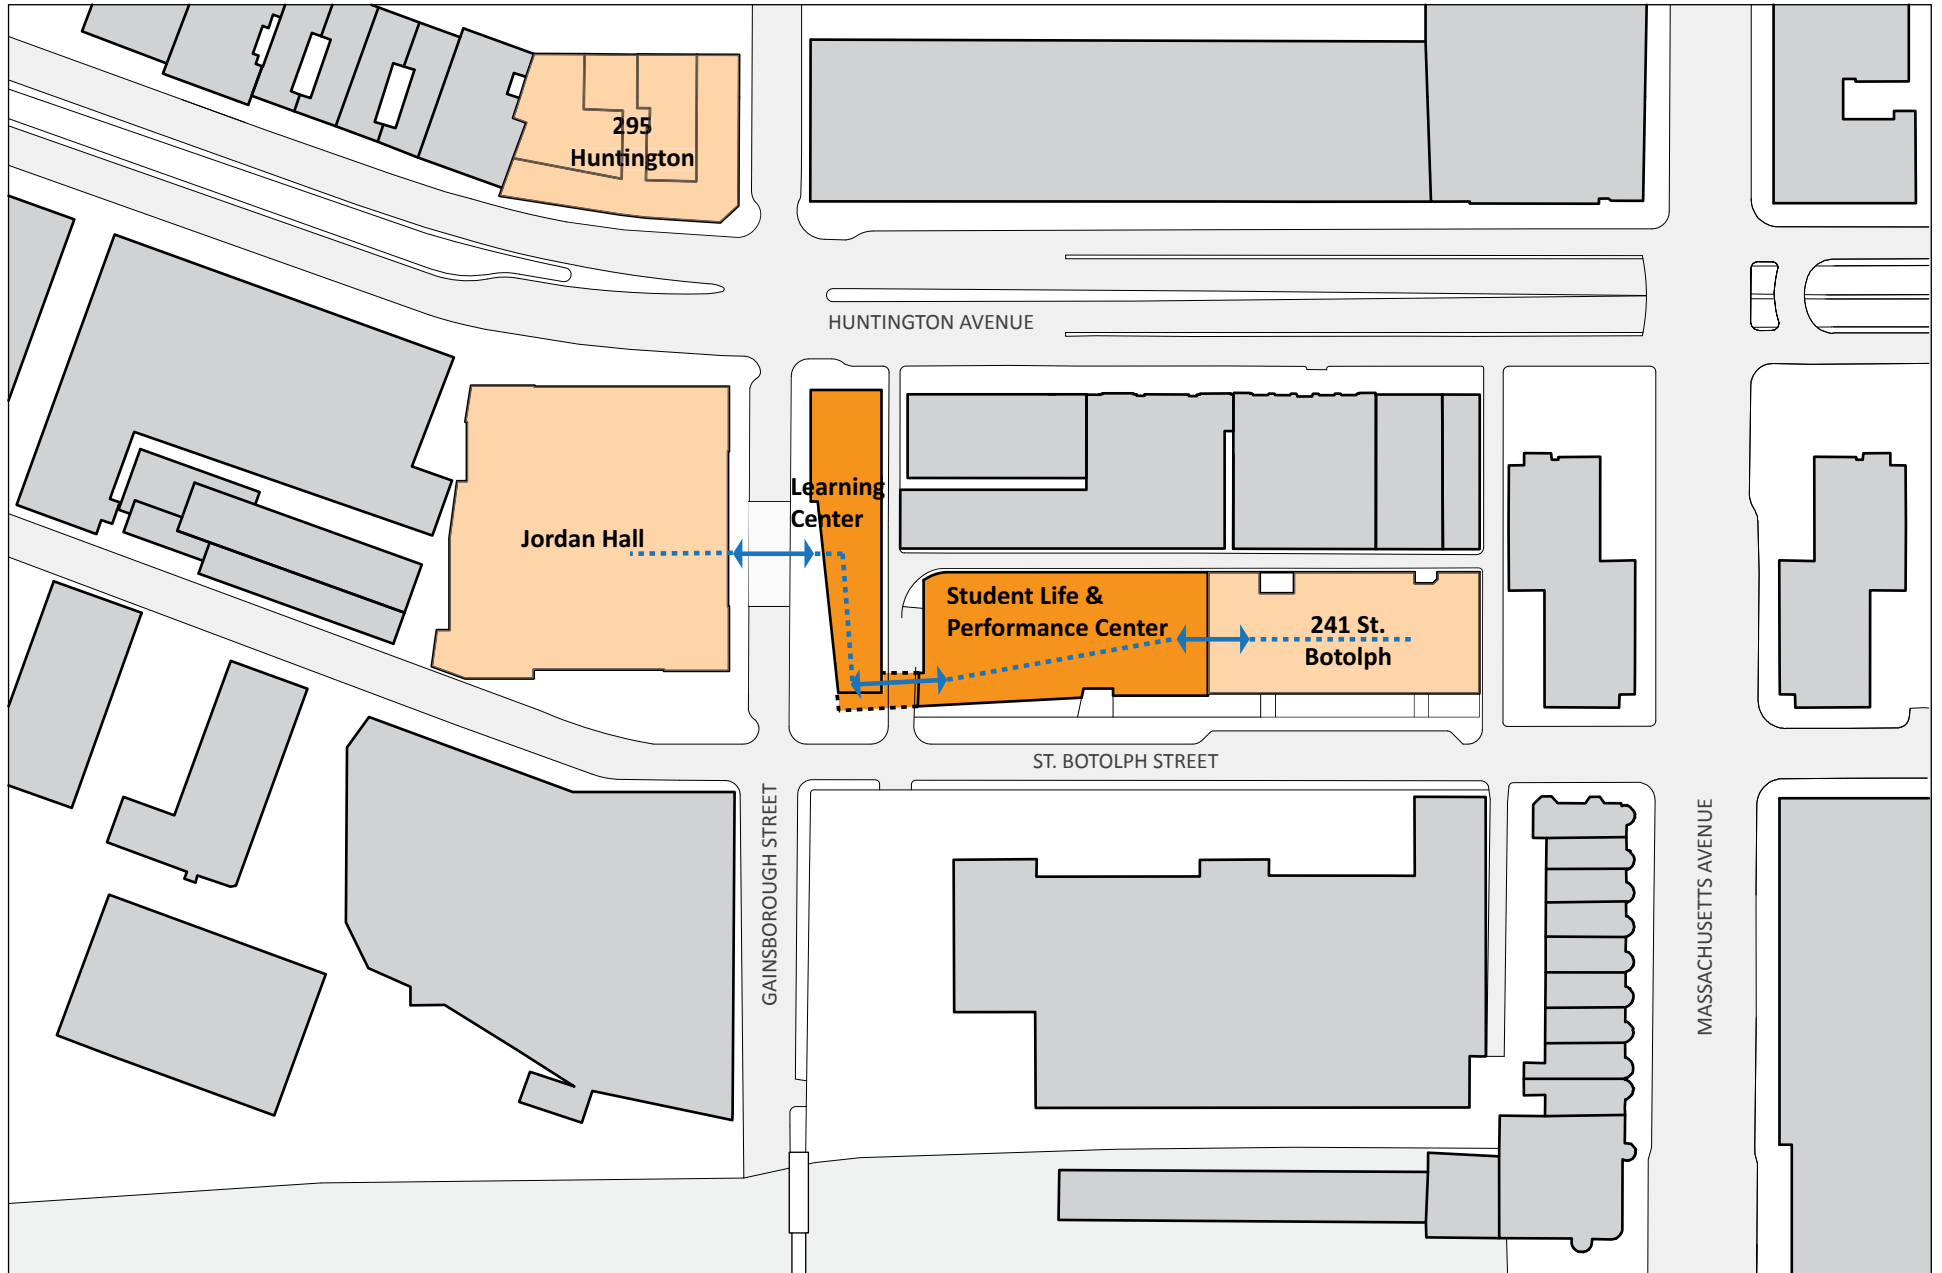 295
Huntington
HUNTINGTON AVENUE
Learning
Center
Jordan Hall
Student Life &
Performance Center
241 St.
Botolph
ST. BOTOLPH STREET
GAINSBOROUGH STREET
MASSACHUSETTS AVENUE